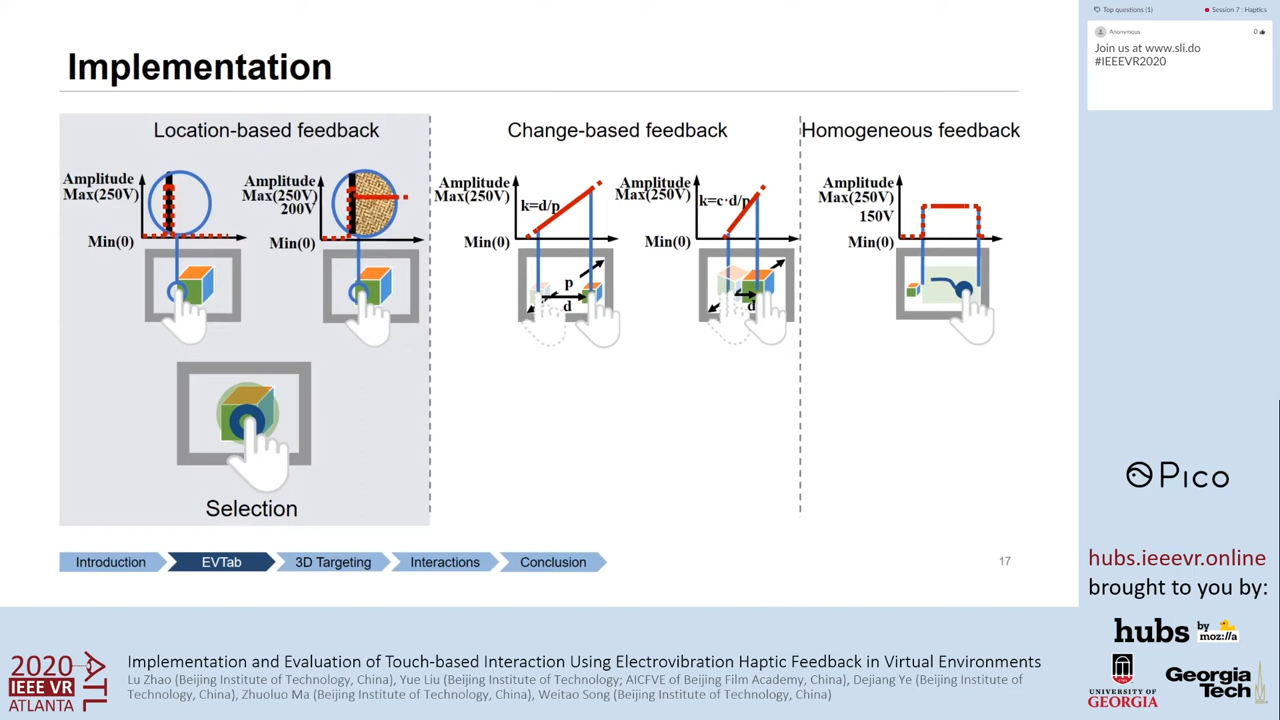 Implementation
Location-based feedback
Change-based feedback
Homogeneous feedback
Amplitude
Max(250V)
Min(0)
Amplitude
Max(250V)
200V
Min(0)
Amplitude
Max(250V)
k=d/p
Min(0)
p
d
Amplitude
Max(250V)
k=c·d/p
Min(0)
d
Amplitude
Max(250V)
150V
Min(0)
Selection
Introduction
EVTab
3D Targeting
Interactions
Conclusion
17
Top questions (1)
Session 7 : Haptics
Anonymous
0
Join us at www.sli.do
#IEEEVR2020
Pico
hubs.ieeevr.online
brought to you by:
hubs by moz://a
UNIVERSITY OF
GEORGIA
Georgia
Tech
2020
IEEE VR
ATLANTA
ATL
Implementation and Evaluation of Touch-based Interaction Using Electrovibration Haptic Feedback in Virtual Environments
Lu Zhao (Beijing Institute of Technology, China), Yue Liu (Beijing Institute of Technology; AICFVE of Beijing Film Academy, China), Dejiang Ye (Beijing Institute of
Technology, China), Zhuoluo Ma (Beijing Institute of Technology, China), Weitao Song (Beijing Institute of Technology, China)